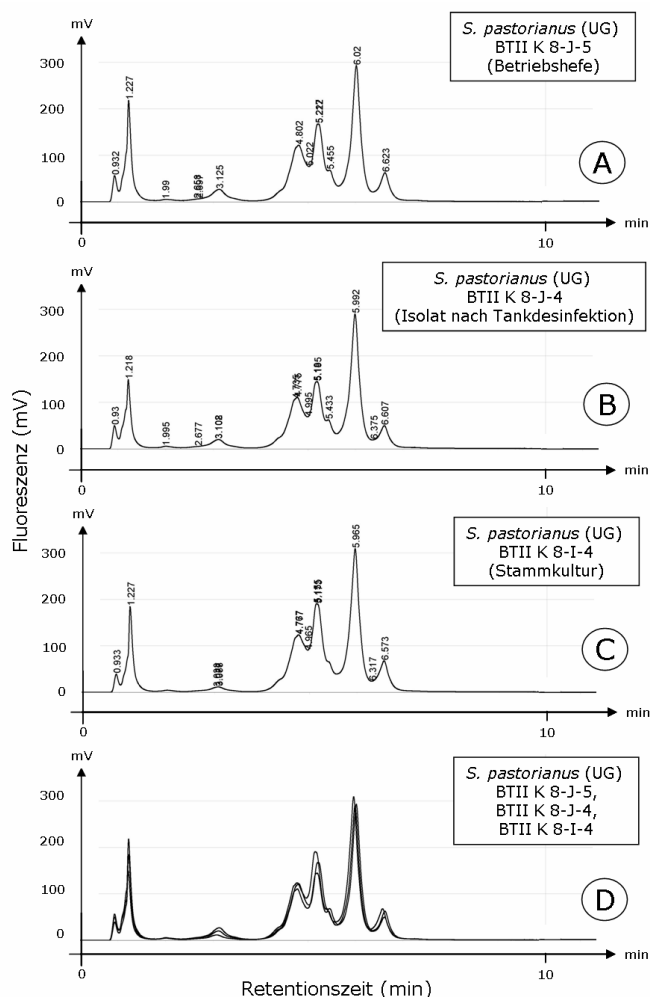 mV
S. pastorianus (UG)
BTII K 8-J-5
(Betriebshefe)
300
200
100
0
0.932
1.227
1.99
3.125
4.802
5.022
5.455
6.02
6.623
A
0
10
min
mV
S. pastorianus (UG)
BTII K 8-J-4
(Isolat nach Tankdesinfektion)
300
200
100
0
0.93
1.218
1.995
2.677
3.108
5.433
5.992
6.375
6.607
B
0
10
min
Fluoreszenz (mV)
mV
S. pastorianus (UG)
BTII K 8-I-4
(Stammkultur)
300
200
100
0
0.933
1.227
4.965
5.965
6.317
6.573
C
0
10
min
mV
S. pastorianus (UG)
BTII K 8-J-5,
BTII K 8-J-4,
BTII K 8-I-4
300
200
100
0
D
0
10
min
Retentionszeit (min)